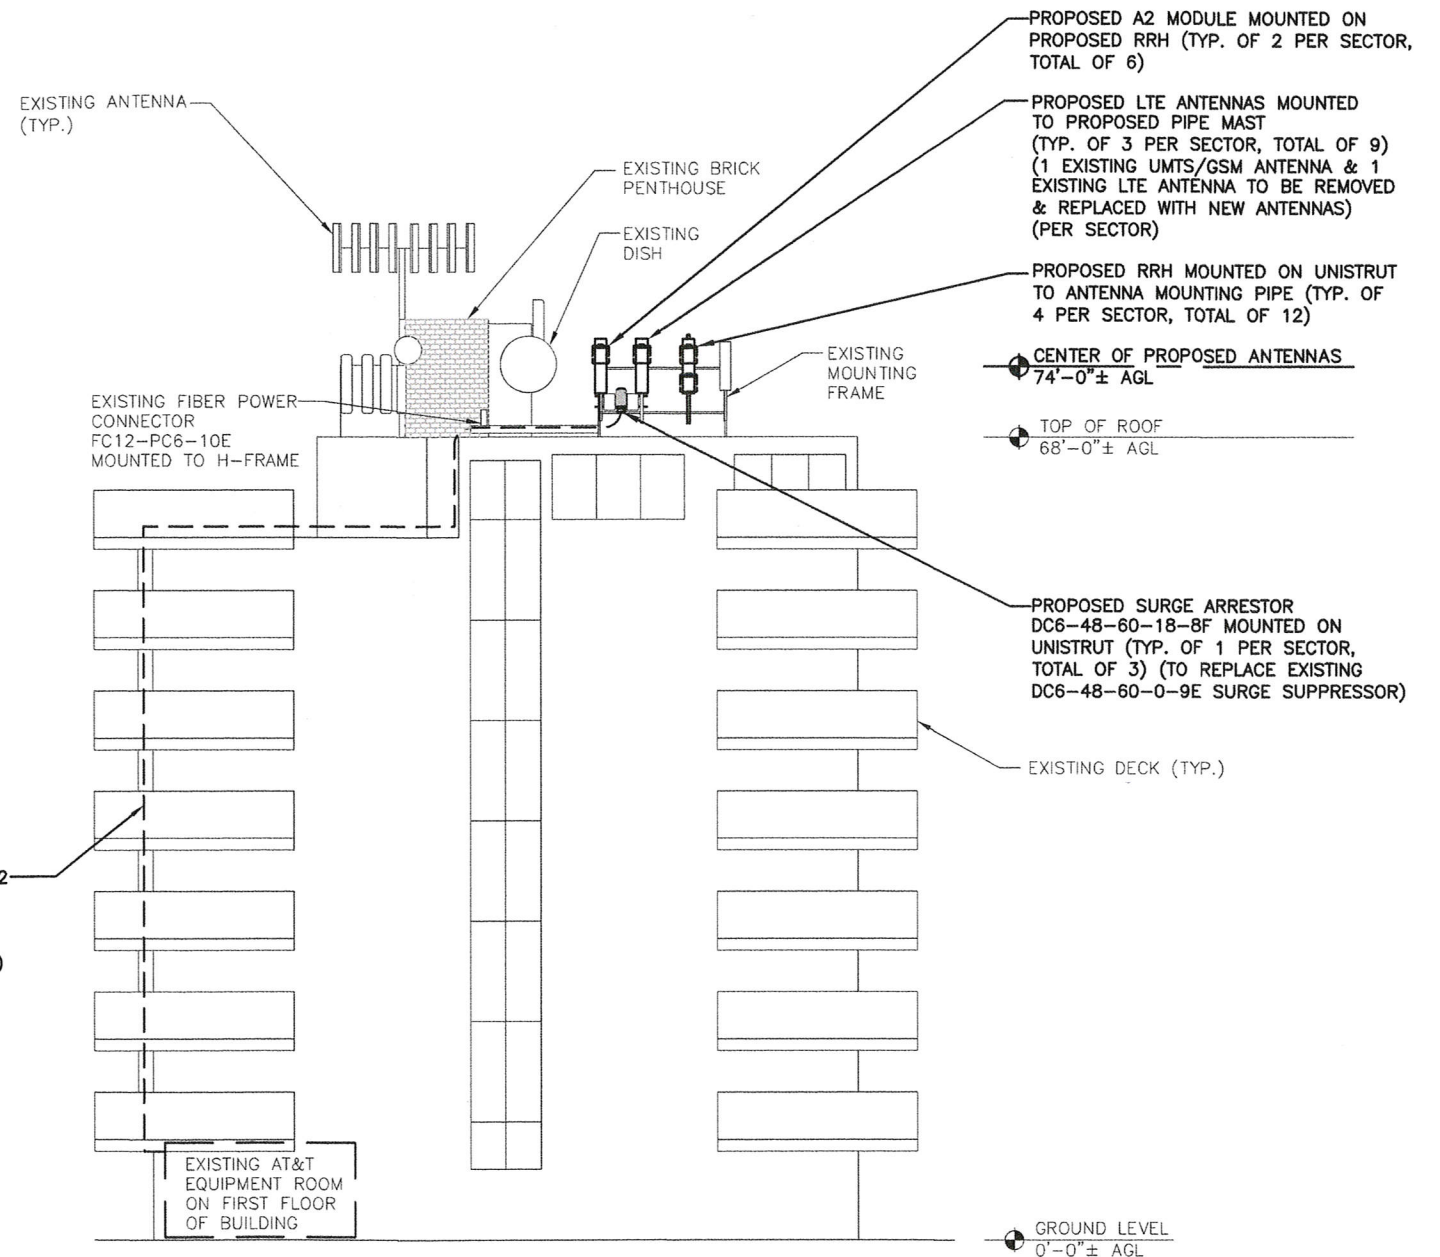 PROPOSED A2 MODULE MOUNTED ON
PROPOSED RRH (TYP. OF 2 PER SECTOR,
TOTAL OF 6)
EXISTING ANTENNA
(TYP.)
PROPOSED LTE ANTENNAS MOUNTED
TO PROPOSED PIPE MAST
(TYP. OF 3 PER SECTOR, TOTAL OF 9)
(1 EXISTING UMTS/GSM ANTENNA & 1
EXISTING LTE ANTENNA TO BE REMOVED
& REPLACED WITH NEW ANTENNAS)
(PER SECTOR)
EXISTING BRICK
PENTHOUSE
EXISTING
DISH
PROPOSED RRH MOUNTED ON UNISTRUT
TO ANTENNA MOUNTING PIPE (TYP. OF
4 PER SECTOR, TOTAL OF 12)
EXISTING
MOUNTING
FRAME
CENTER OF PROPOSED ANTENNAS
74'-0"± AGL
EXISTING FIBER POWER
CONNECTOR
FC12-PC6-10E
MOUNTED TO H-FRAME
TOP OF ROOF
68'-0"± AGL
PROPOSED SURGE ARRESTOR
DC6-48-60-18-8F MOUNTED ON
UNISTRUT (TYP. OF 1 PER SECTOR,
TOTAL OF 3) (TO REPLACE EXISTING
DC6-48-60-0-9E SURGE SUPPRESSOR)
EXISTING DECK (TYP.)
2
)
EXISTING AT&T
EQUIPMENT ROOM
ON FIRST FLOOR
OF BUILDING
GROUND LEVEL
0'-0"± AGL